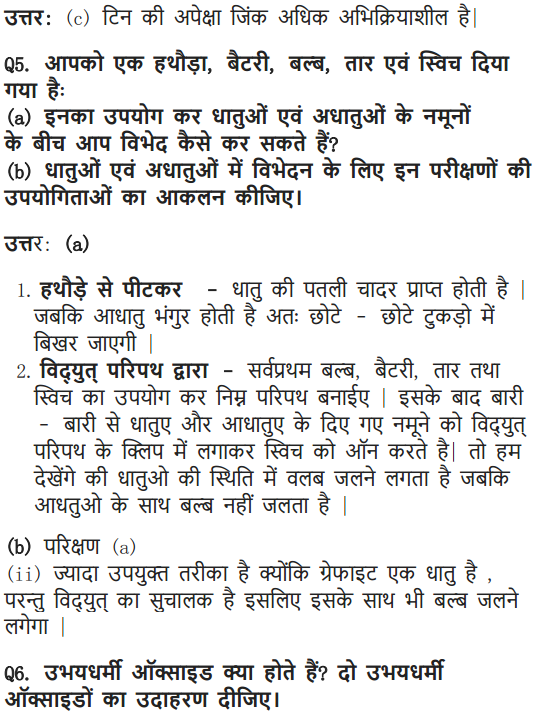 उत्तर: (c) टिन की अपेक्षा जिंक अधिक अभिक्रियाशील है|
Q5. आपको एक हथौड़ा, बैटरी, बल्ब, तार एवं स्विच दिया
गया है:
(a) इनका उपयोग कर धातुओं एवं अधातुओं के नमूनों
के बीच आप विभेद कैसे कर सकते हैं?
(b) धातुओं एवं अधातुओं में विभेदन के लिए इन परीक्षणों की
उपयोगिताओं का आकलन कीजिए।
उत्तर: (a)
1. हथौड़े से पीटकर - धातु की पतली चादर प्राप्त होती है |
जबकि आधातु भंगुर होती है अतः छोटे - छोटे टुकड़ो में
बिखर जाएगी |
2. विद्युत् परिपथ द्वारा - सर्वप्रथम बल्ब, बैटरी, तार तथा
स्विच का उपयोग कर निम्न परिपथ बनाईए | इसके बाद बारी
- बारी से धातुए और आधातुए के दिए गए नमूने को विद्युत्
परिपथ के क्लिप में लगाकर स्विच को ऑन करते है| तो हम
देखेंगे की धातुओ की स्थिति में वलब जलने लगता है जबकि
आधतुओ के साथ बल्ब नहीं जलता है |
(b) परिक्षण (a)
(ii) ज्यादा उपयुक्त तरीका है क्योंकि ग्रेफाइट एक धातु है ,
परन्तु विद्युत् का सुचालक है इसलिए इसके साथ भी बल्ब जलने
लगेगा |
Q6. उभयधर्मी ऑक्साइड क्या होते हैं? दो उभयधर्मी
ऑक्साइडों का उदाहरण दीजिए।